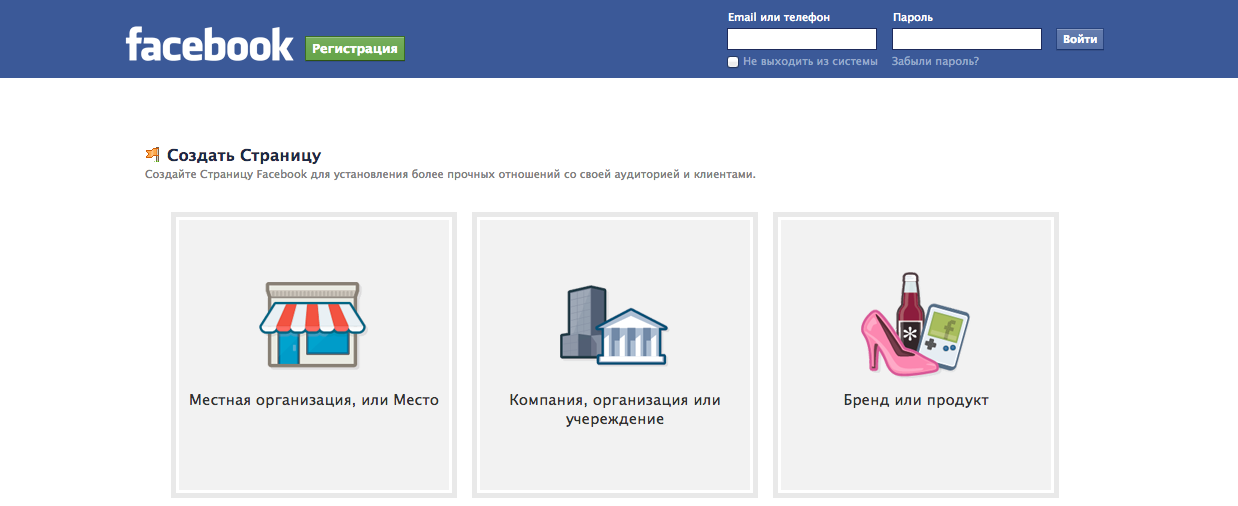 Email или телефон
Пароль
facebook
Регистрация
Войти
Не выходить из системы
Забыли пароль?
Создать Страницу
Создайте Страницу Facebook для установления более прочных отношений со своей аудиторией и клиентами.
Местная организация, или Место
Компания, организация или
учереждение
Бренд или продукт